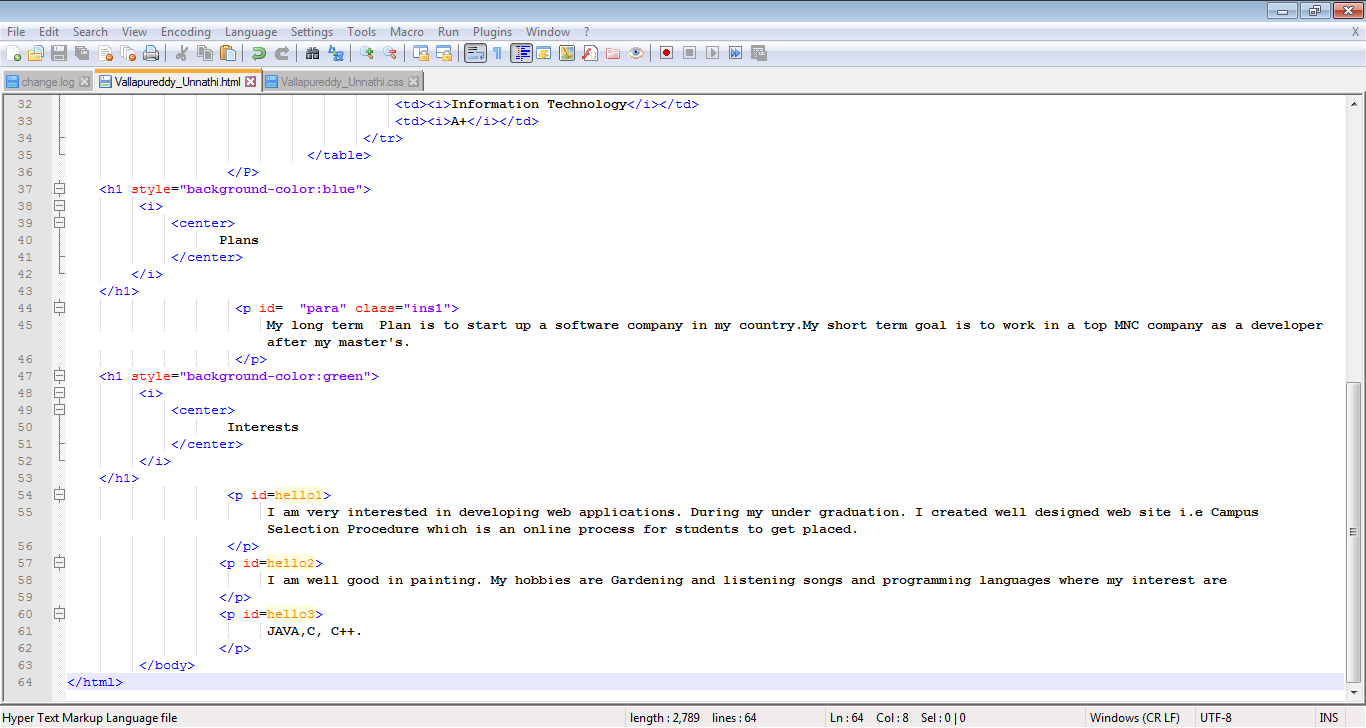 File Edit Search View Encoding Language Settings Tools Macro Run Plugins Window ? X
change.log Vallapureddy_Unnathi.html Vallapureddy_Unnathi.css
32 <td><i>Information Technology</i></td>
33 <td><i>A+</i></td>
34 </tr>
35 </table>
36 </P>
37 <h1 style="background-color:blue">
38 <i>
39 <center>
40 Plans
41 </center>
42 </i>
43 </h1>
44 <p id=  "para" class="ins1">
45 My long term  Plan is to start up a software company in my country.My short term goal is to work in a top MNC company as a developer
after my master's.
46 </p>
47 <h1 style="background-color:green">
48 <i>
49 <center>
50 Interests
51 </center>
52 </i>
53 </h1>
54 <p id=hello1>
55 I am very interested in developing web applications. During my under graduation. I created well designed web site i.e Campus
Selection Procedure which is an online process for students to get placed.
56 </p>
57 <p id=hello2>
58 I am well good in painting. My hobbies are Gardening and listening songs and programming languages where my interest are
59 </p>
60 <p id=hello3>
61 JAVA,C, C++.
62 </p>
63 </body>
64 </html>
Hyper Text Markup Language file length : 2,789 lines : 64 Ln : 64 Col : 8 Sel : 0 | 0 Windows (CR LF) UTF-8 INS